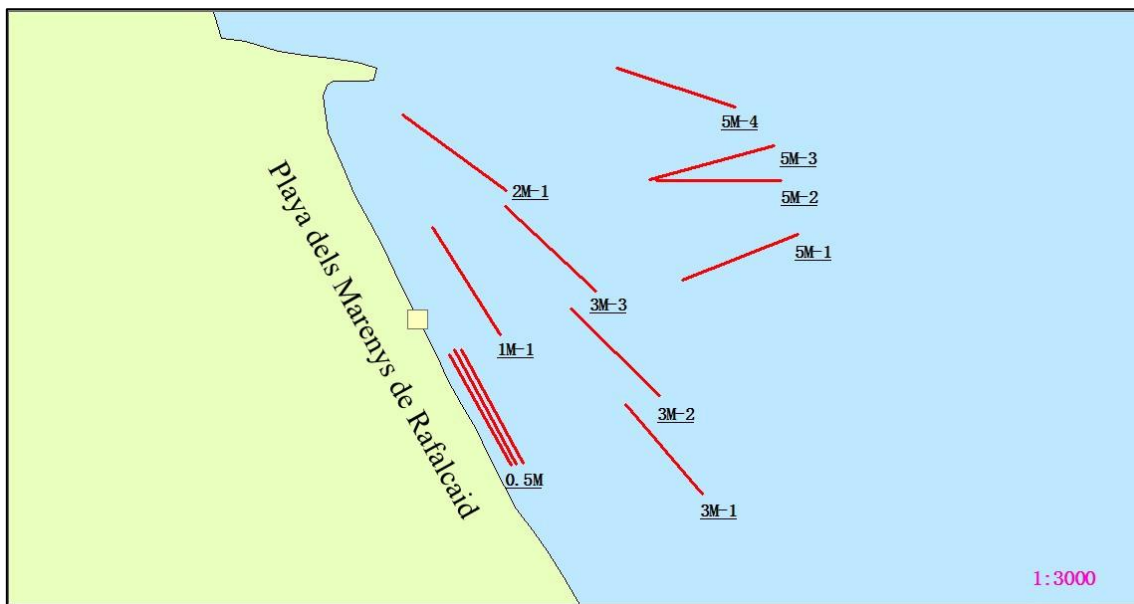 5M-4
5M-3
5M-2
2M-1
5M-1
3M-3
1M-1
3M-2
0.5M
3M-1
Playa dels Marenys de Rafalcaid
1:3000